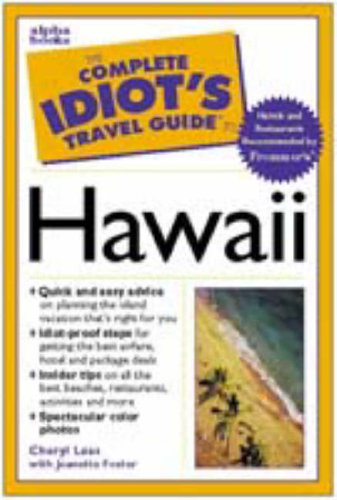 alpha
books
THE
COMPLETE
IDIOT'S
TRAVEL GUIDE TO
Hotels and
Restaurants
Recommended by
Frommer's
Hawaii
Quick and easy advice
on planning the island
vacation that's right for you
Idiot-proof steps for
getting the best airfare,
hotel and package deals
Insider tips on all the
best beaches, restaurants,
activities and more
Spectacular color
photos
Cheryl
with Jeanette Foster